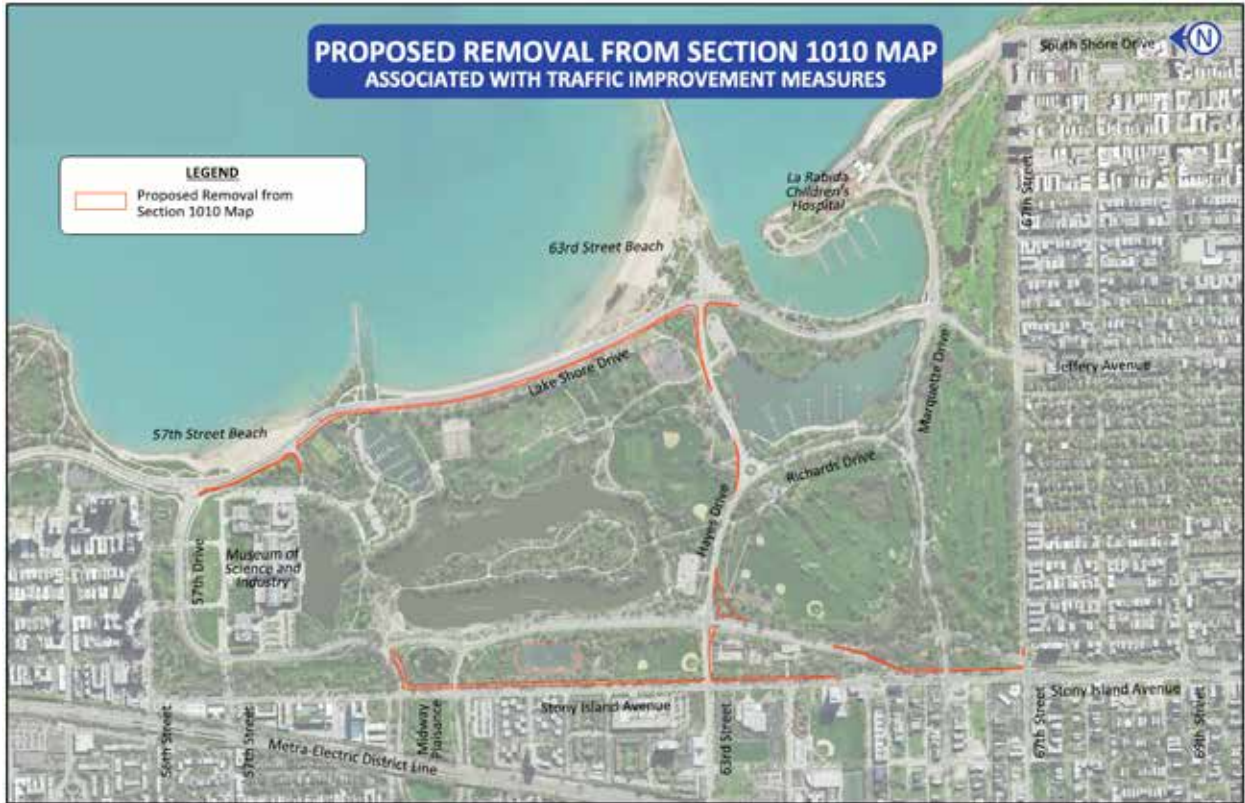 PROPOSED REMOVAL FROM SECTION 1010 MAP
ASSOCIATED WITH TRAFFIC IMPROVEMENT MEASURES
South Shore Drive
N
LEGEND
Proposed Removal from
Section 1010 Map
La Rabida
Children's
Hospital
67th Street
63rd Street Beach
Lake Shore Drive
Jeffery Avenue
Marquette Drive
57th Street Beach
Richards Drive
Hayes Drive
57th Drive
Museum of
Science and
Industry
Stony Island Avenue
Stony Island Avenue
56th Street
57th Street
Midway
Plaisance
63rd Street
67th Street
69th Street
Metra Electric District Line